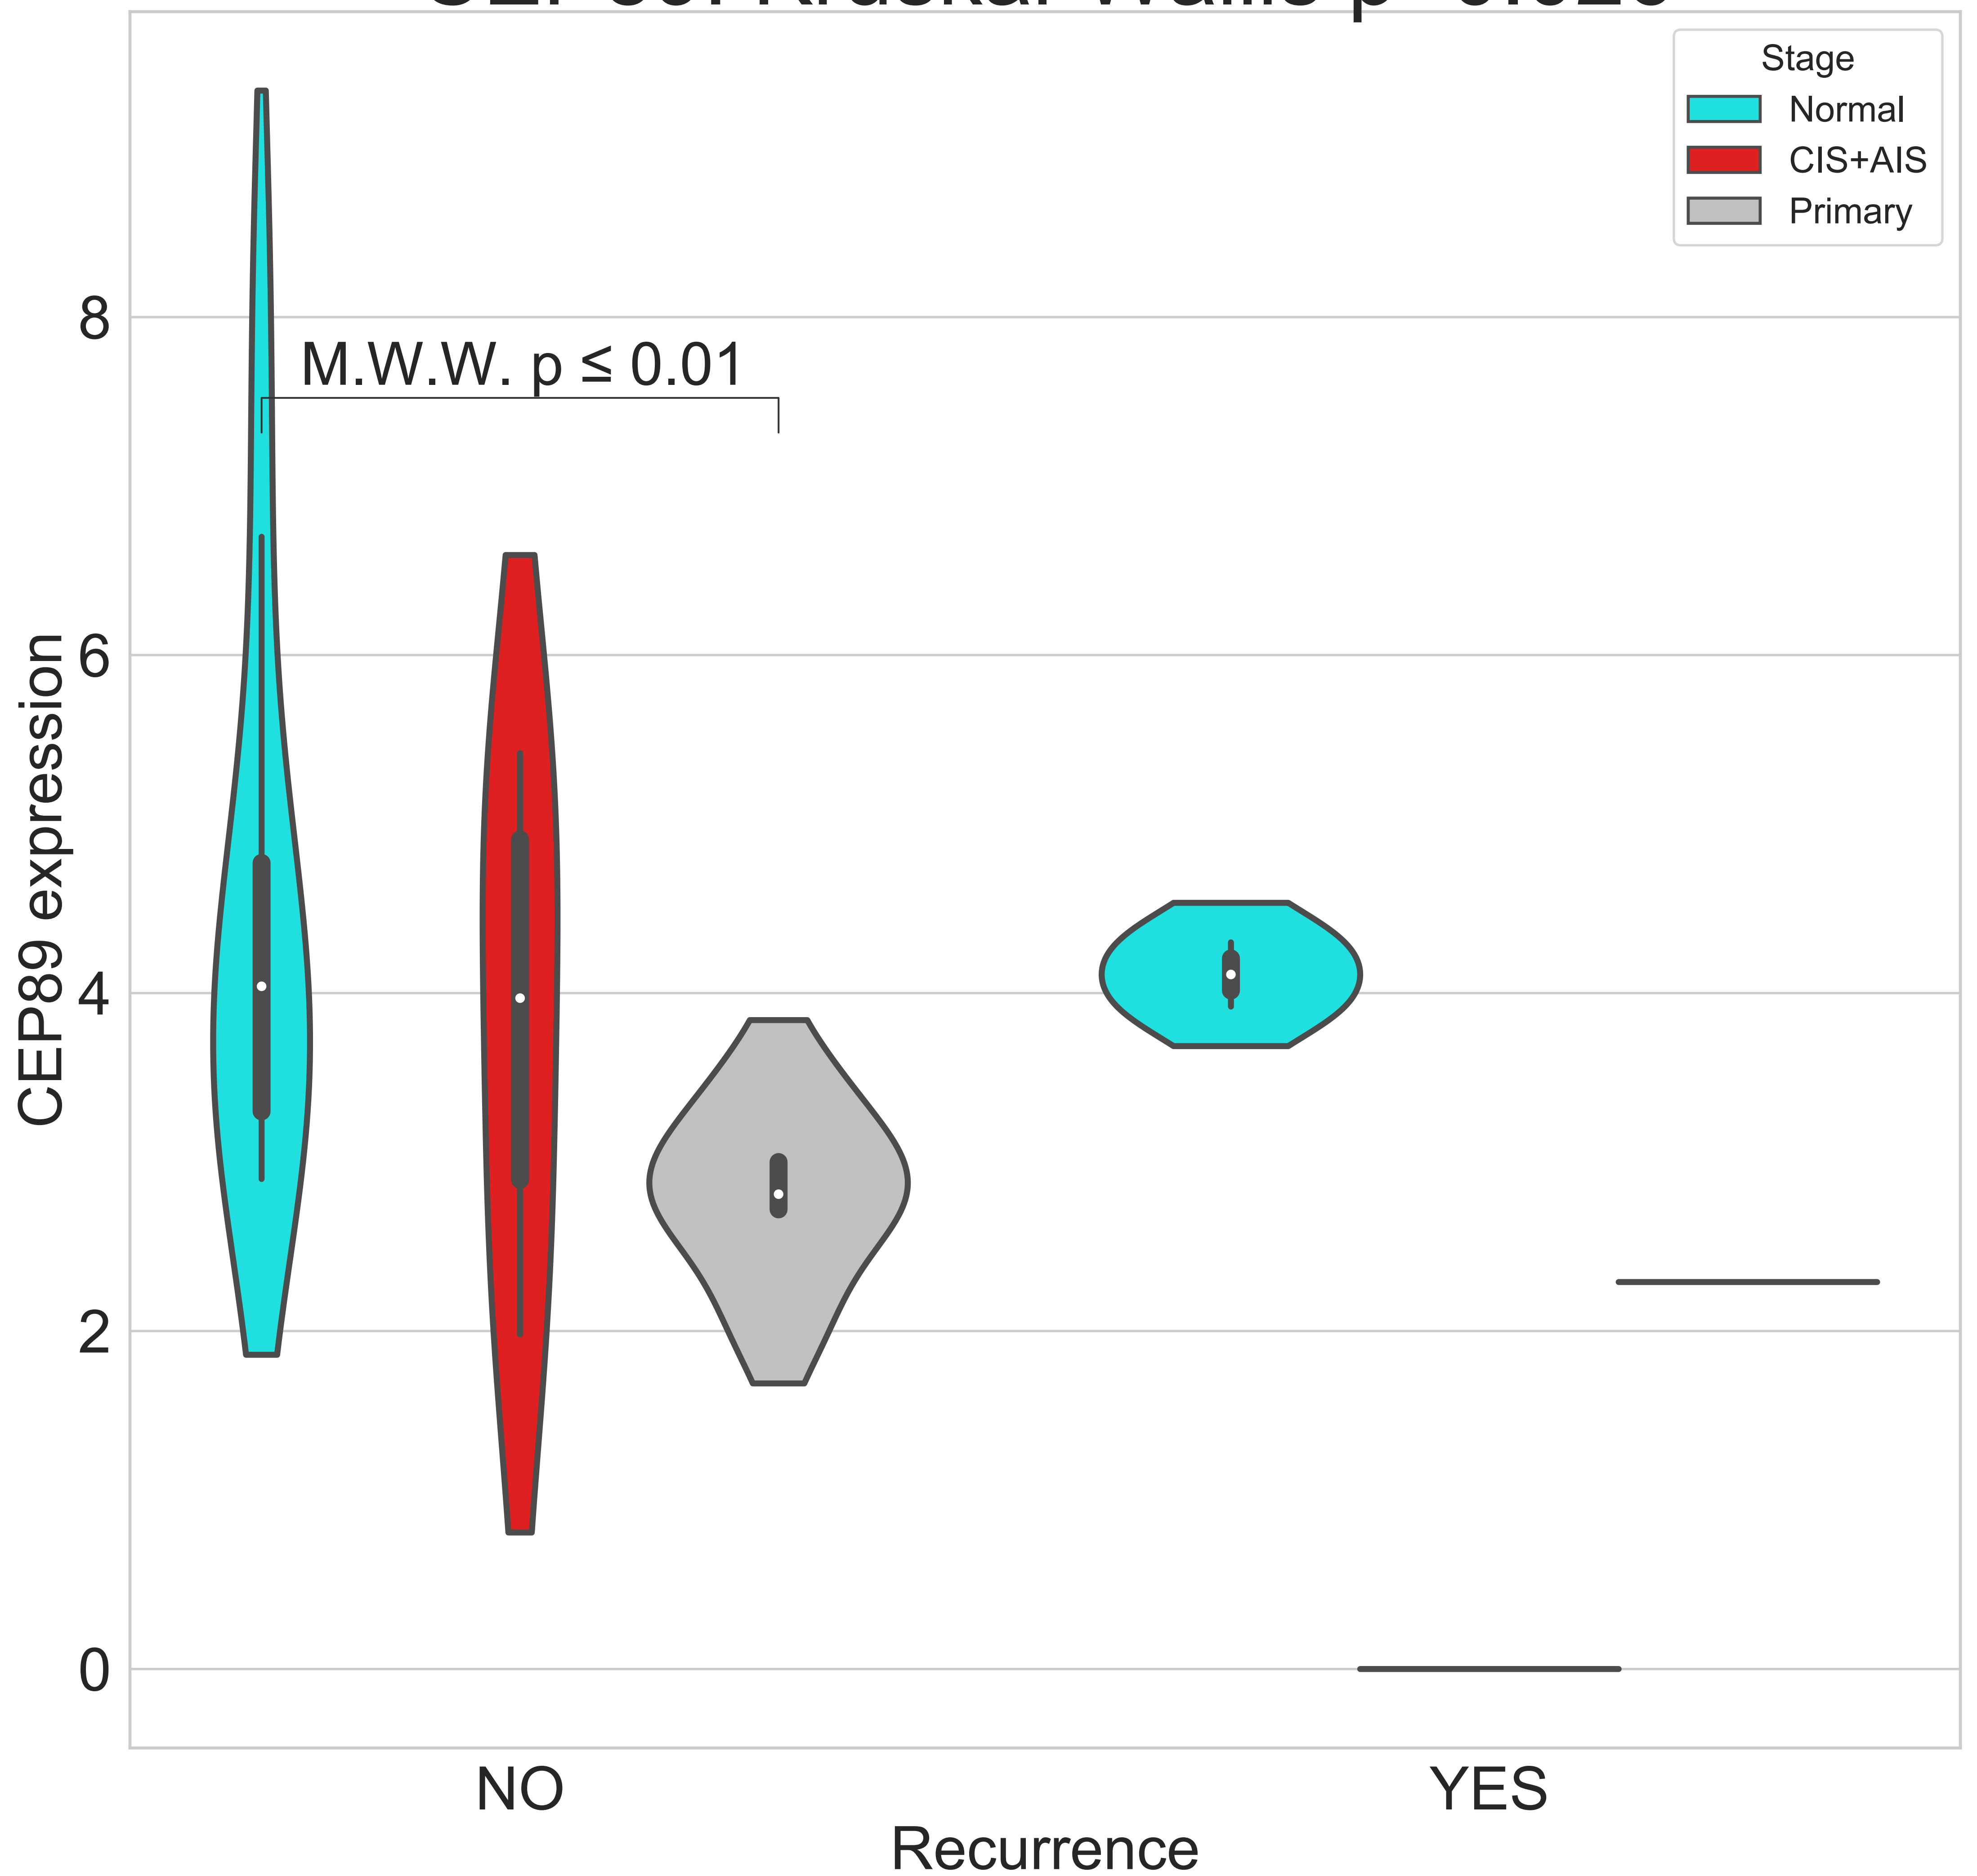 Stage
Normal
CIS+AIS
Primary
8
M.W.W. p ≤ 0.01
6
4
2
0
CEP89 expression
NO
YES
Recurrence